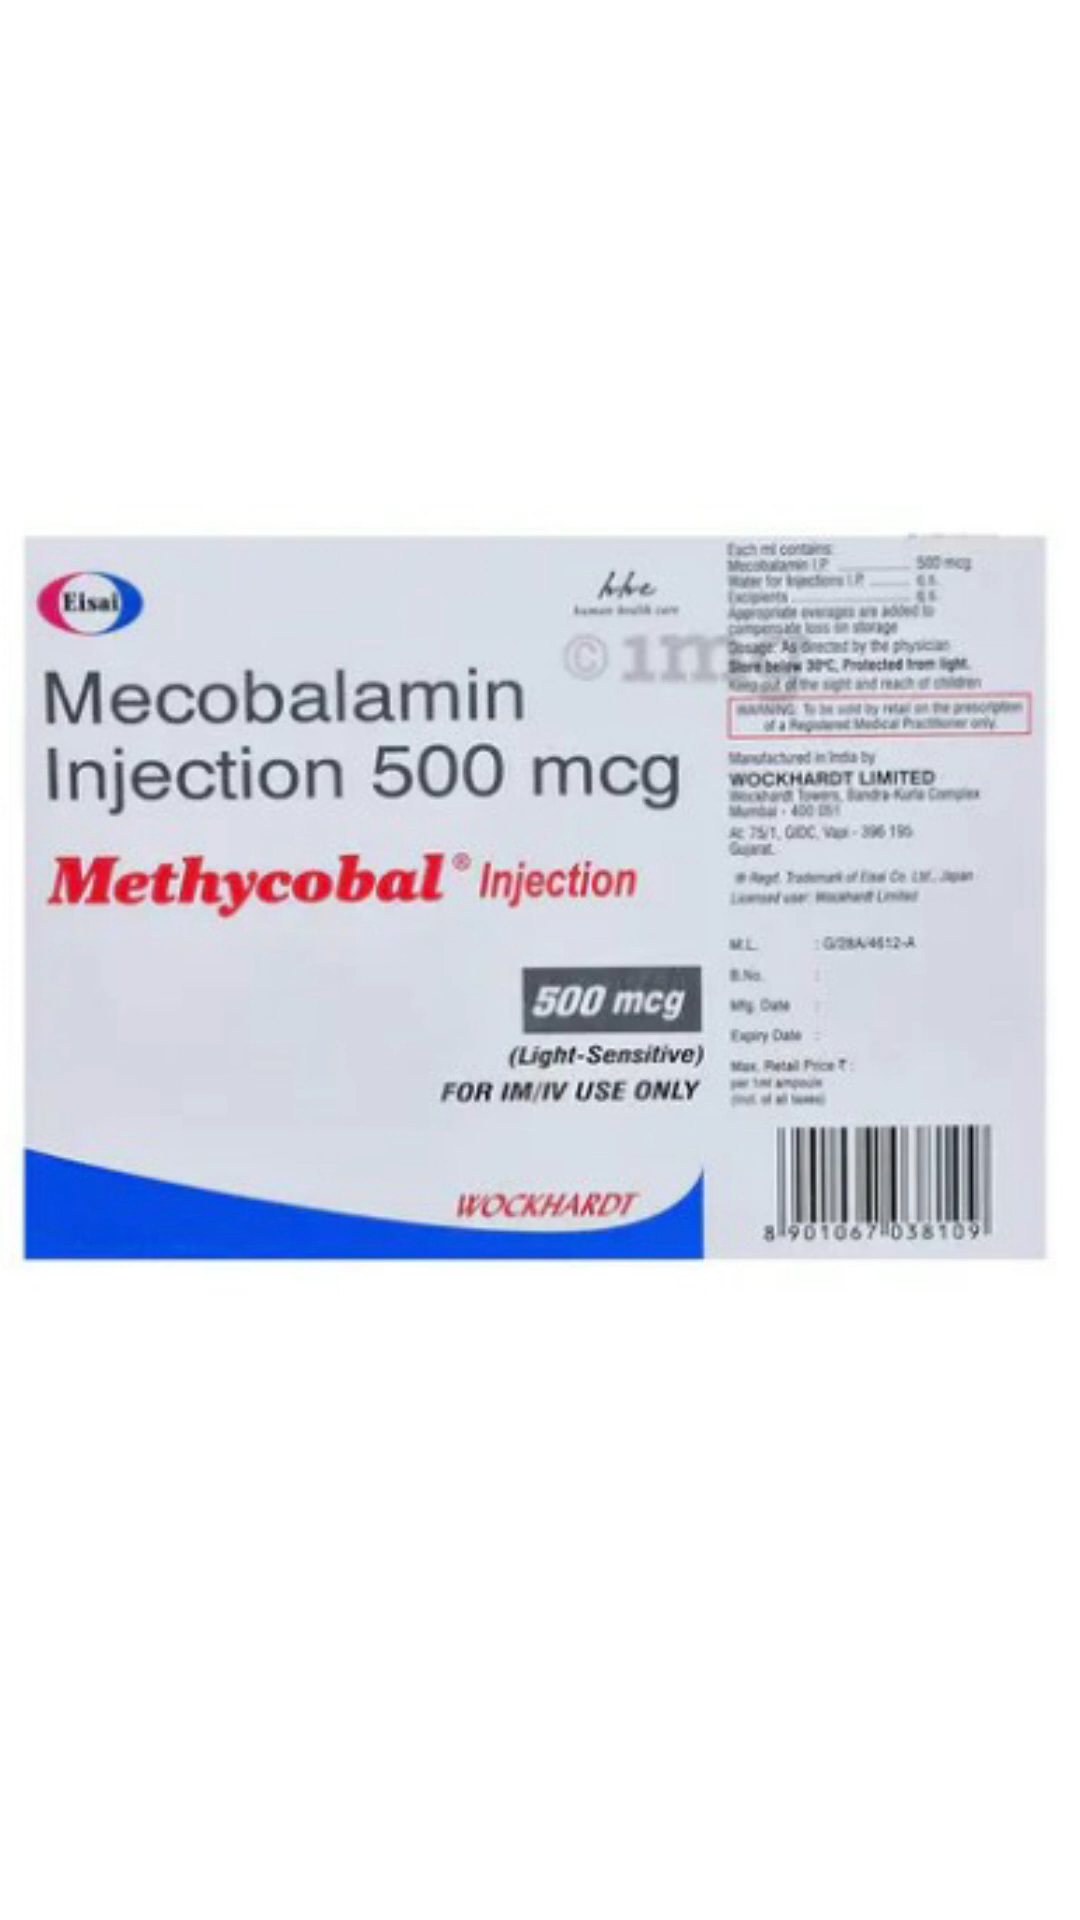 Eisai
hhc
human health care
Mecobalamin
Injection 500 mcg
Methycobal® Injection
500 mcg
(Light-Sensitive)
FOR IM/IV USE ONLY
WOCKHARDT
©1m
Each ml contains:
Mecobalamin I.P. 500 mcg
Water for Injections I.P. q.s.
Excipients q.s.
Appropriate overages are added to
compensate loss on storage
Dosage: As directed by the physician
Store below 30°C, Protected from light.
Keep out of the sight and reach of children
WARNING: To be sold by retail on the prescription
of a Registered Medical Practitioner only.
Manufactured in India by
WOCKHARDT LIMITED
Wockhardt Towers, Bandra-Kurla Complex
Mumbai - 400 051
At: 75/1, GIDC, Vapi - 396 195
Gujarat.
® Regd. Trademark of Eisai Co. Ltd., Japan
Licensed user: Wockhardt Limited
M.L. : G/28A/4612-A
B.No. :
Mfg. Date :
Expiry Date :
Max. Retail Price ₹ :
per 1ml ampoule
(incl. of all taxes)
8 901067 038109